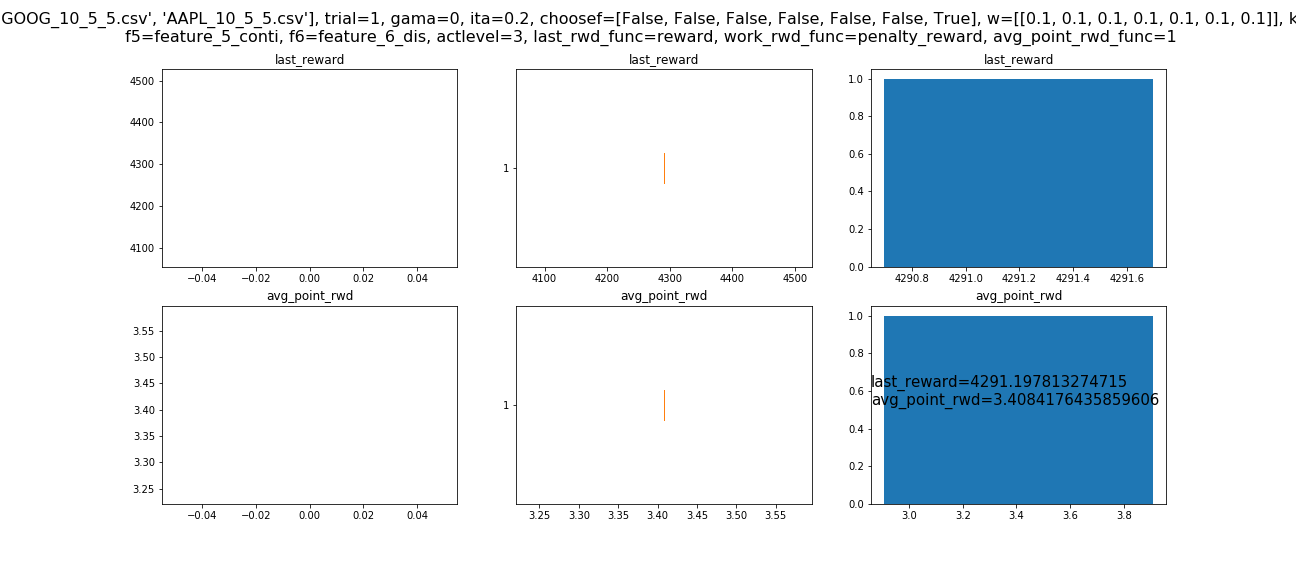 GOOG_10_5_5.csv', 'AAPL_10_5_5.csv'], trial=1, gama=0, ita=0.2, choosef=[False, False, False, False, False, False, True], w=[[0.1, 0.1, 0.1, 0.1, 0.1, 0.1, 0.1]], k
f5=feature_5_conti, f6=feature_6_dis, actlevel=3, last_rwd_func=reward, work_rwd_func=penalty_reward, avg_point_rwd_func=1
last_reward
4500
4400
4300
4200
4100
−0.04 −0.02 0.00 0.02 0.04
last_reward
1
4100 4200 4300 4400 4500
last_reward
1.0
0.8
0.6
0.4
0.2
0.0
4290.8 4291.0 4291.2 4291.4 4291.6
avg_point_rwd
3.55
3.50
3.45
3.40
3.35
3.30
3.25
−0.04 −0.02 0.00 0.02 0.04
avg_point_rwd
1
3.25 3.30 3.35 3.40 3.45 3.50 3.55
avg_point_rwd
1.0
0.8
0.6
0.4
0.2
0.0
last_reward=4291.197813274715
avg_point_rwd=3.4084176435859606
3.0 3.2 3.4 3.6 3.8